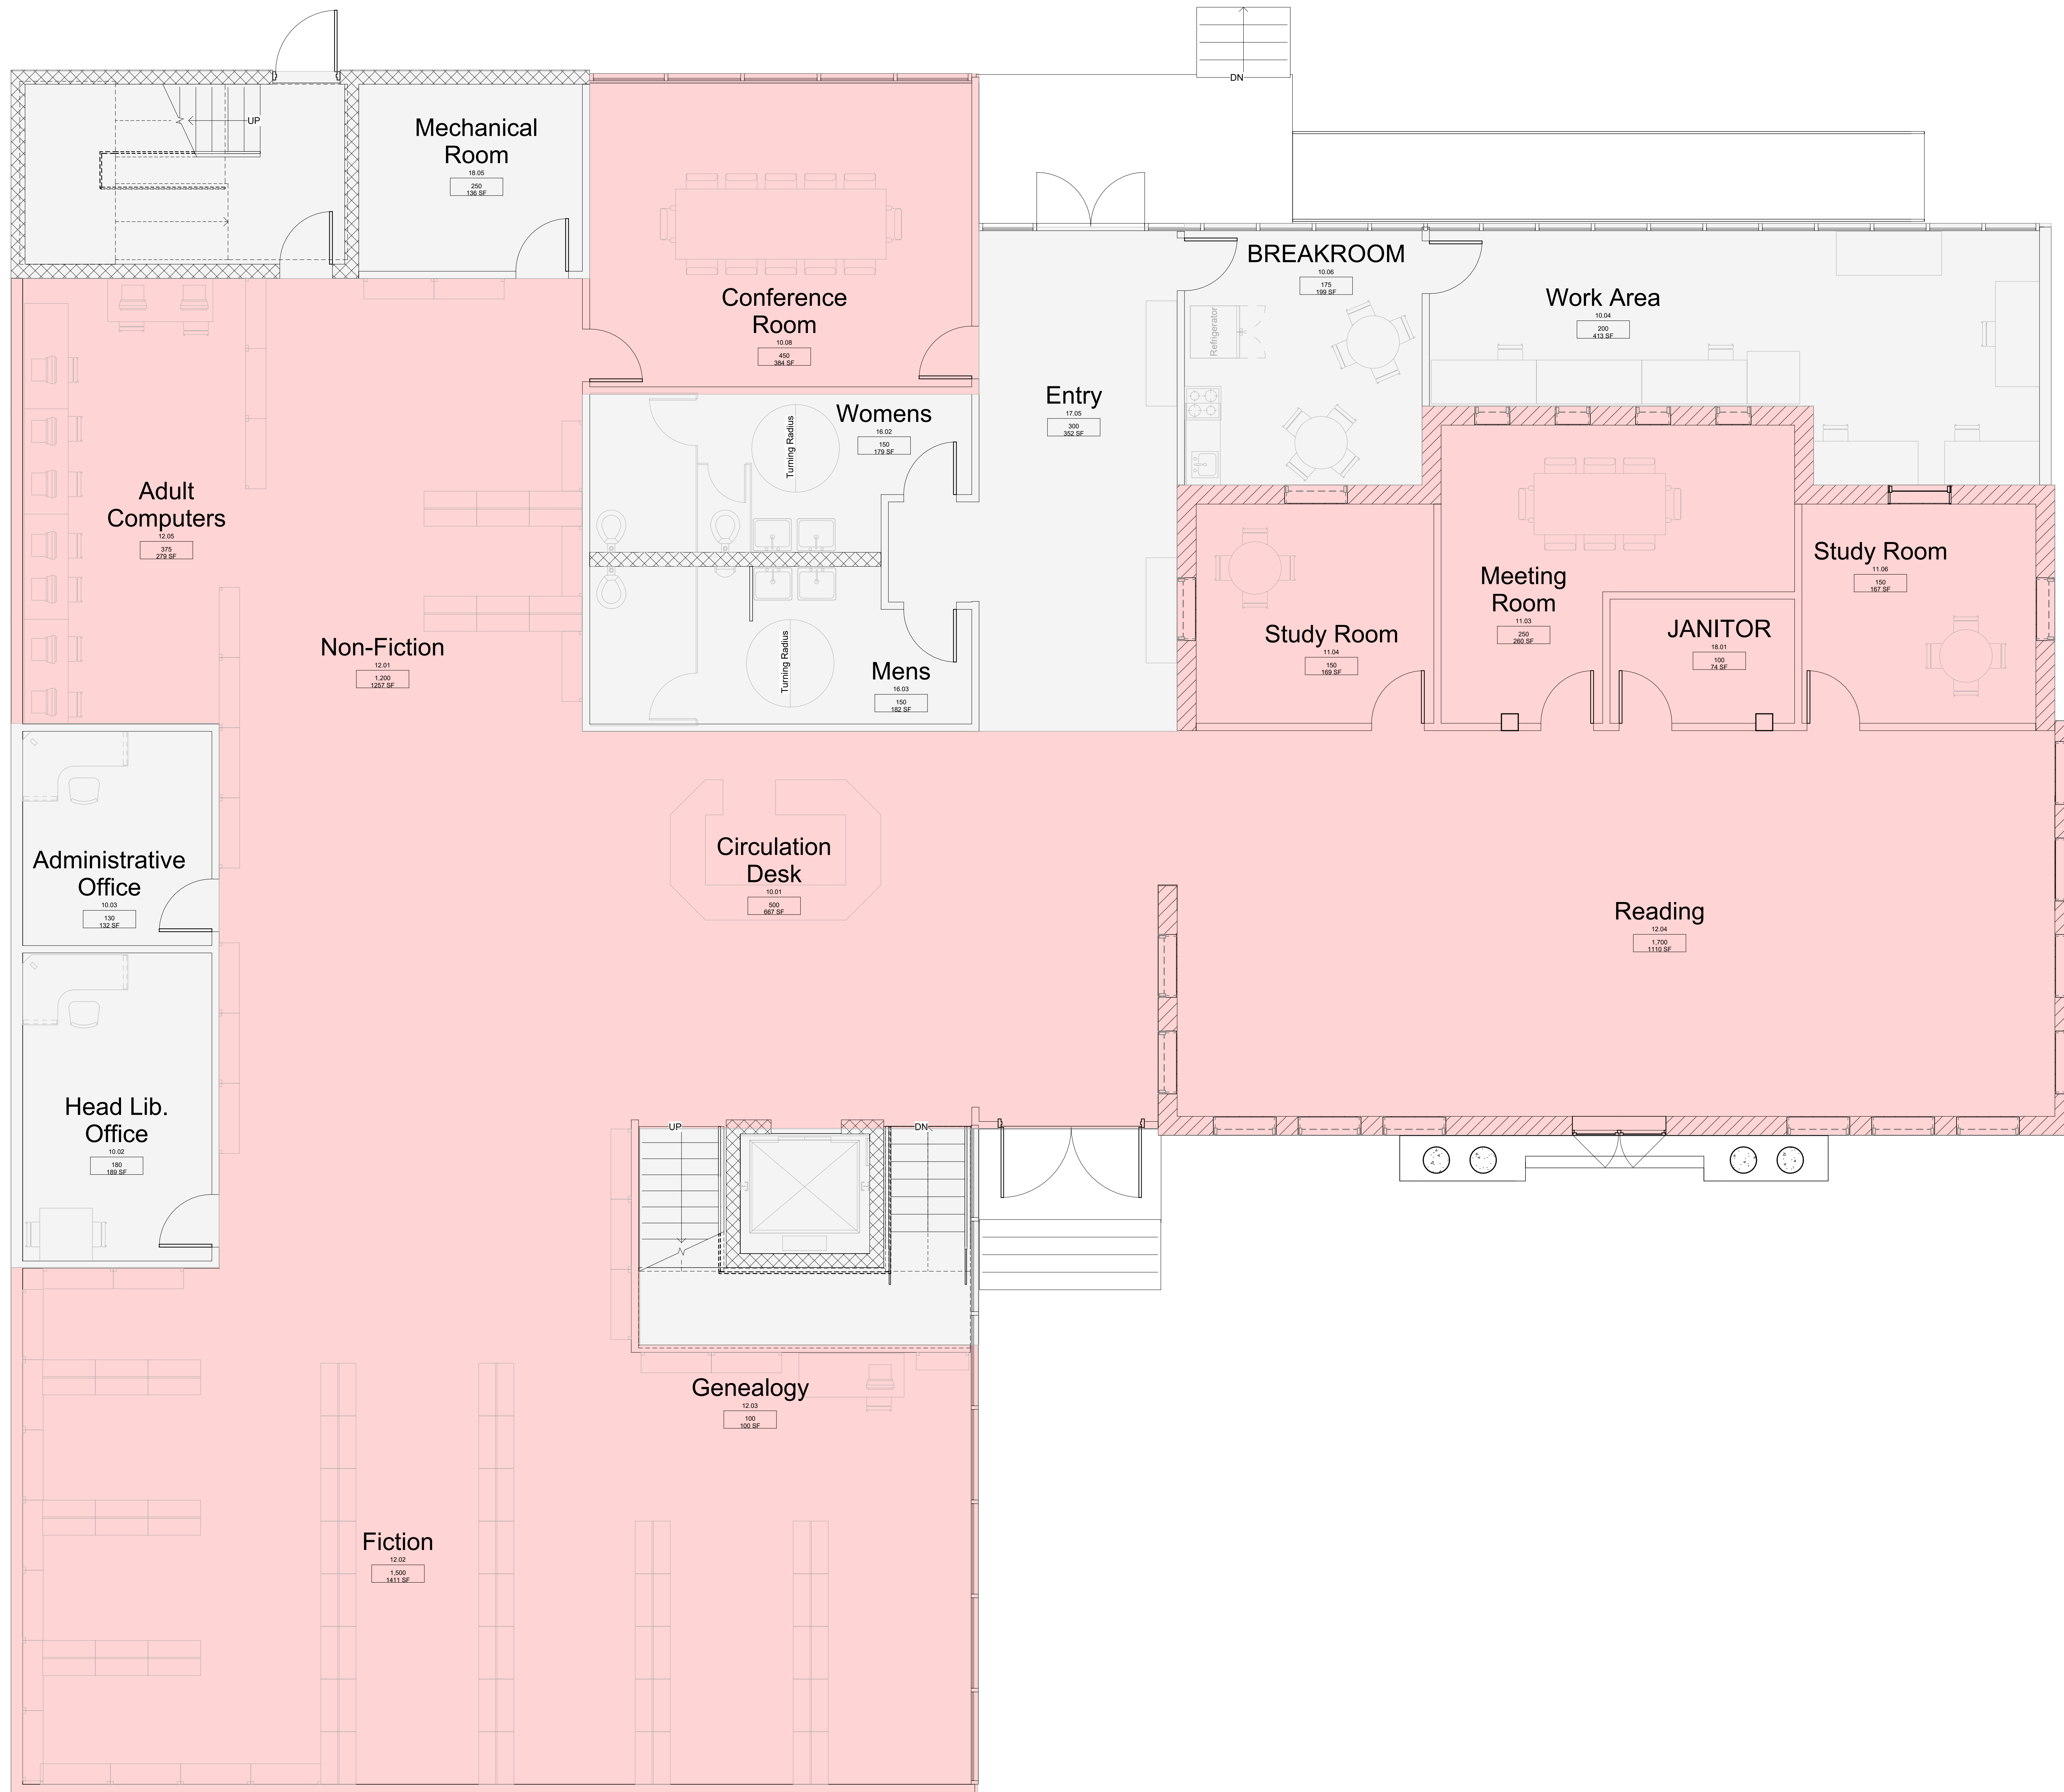 DN
UP
Mechanical
Room
18.05
250
136 SF
BREAKROOM
10.06
175
199 SF
Conference
Room
10.08
450
384 SF
Work Area
10.04
200
413 SF
Refrigerator
Entry
17.05
300
352 SF
Womens
16.02
150
179 SF
Turning Radius
Adult
Computers
12.05
375
279 SF
Study Room
11.06
150
167 SF
Meeting
Room
11.03
250
260 SF
JANITOR
18.01
100
74 SF
Study Room
11.04
150
169 SF
Non-Fiction
12.01
1,200
1257 SF
Turning Radius
Mens
16.03
150
182 SF
Circulation
Desk
10.01
500
667 SF
Administrative
Office
10.03
130
132 SF
Reading
12.04
1,700
1110 SF
Head Lib.
Office
10.02
180
189 SF
UP
DN
Genealogy
12.03
100
100 SF
Fiction
12.02
1,500
1411 SF